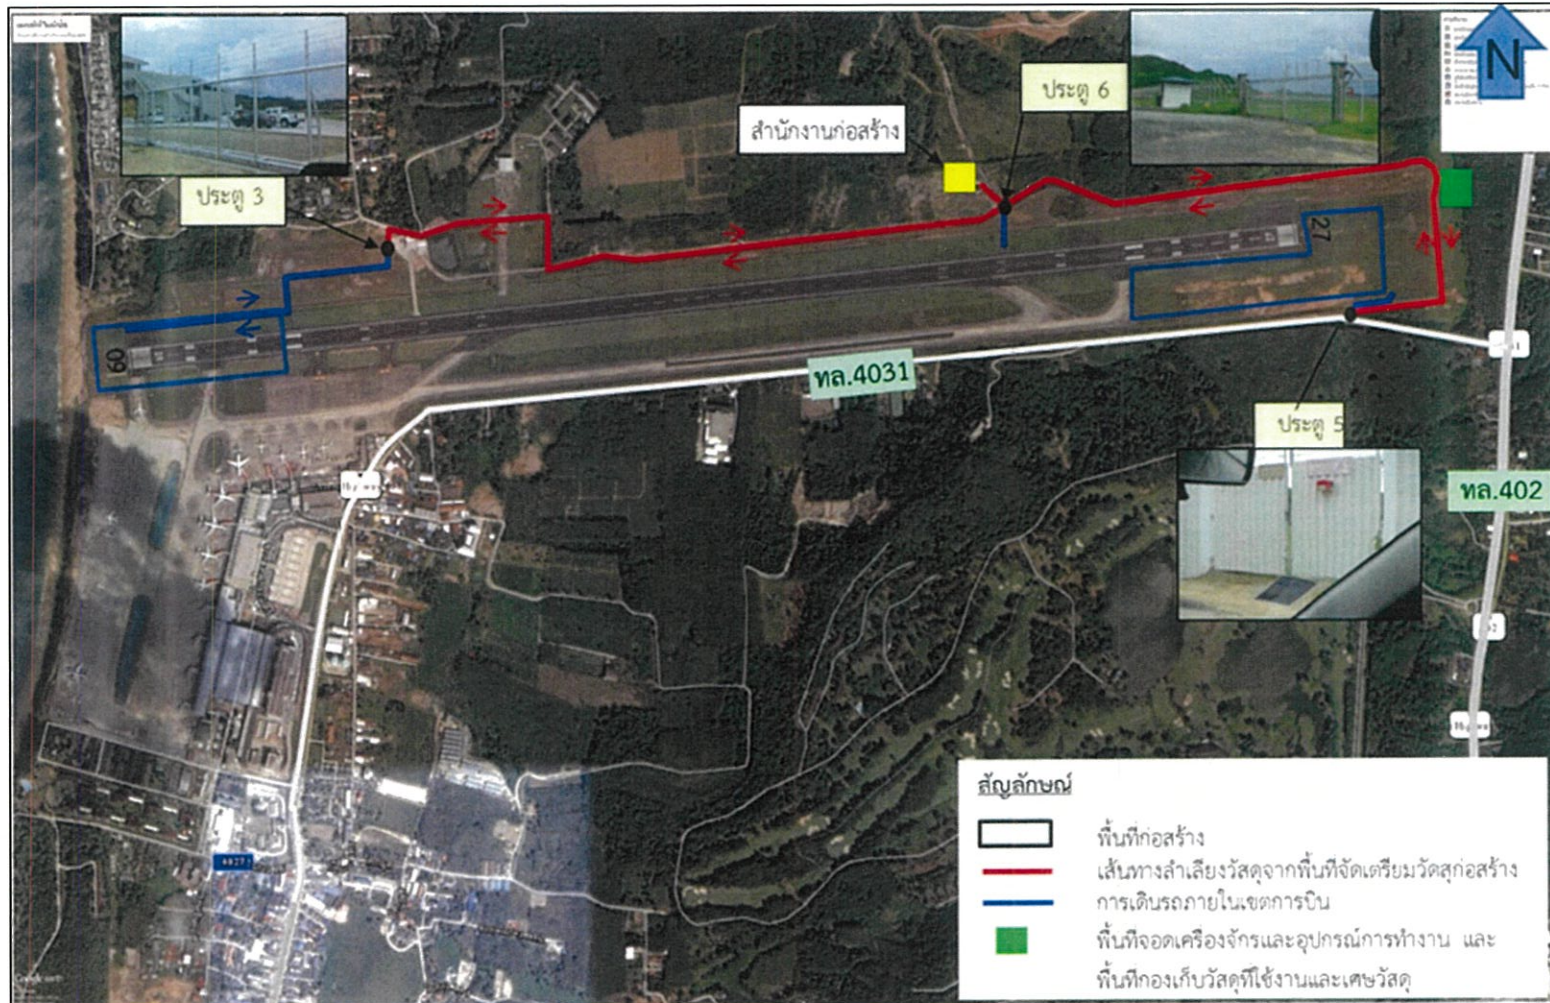 N
ประตู 6
สำนักงานก่อสร้าง
ประตู 3
27
09
ทล.4031
ประตู 5
ทล.402
4027
สัญลักษณ์
พื้นที่ก่อสร้าง
เส้นทางลำเลียงวัสดุจากพื้นที่จัดเตรียมวัดสุก่อสร้าง
การเดินรถภายในเขตการบิน
พื้นที่จอดเครื่องจักรและอุปกรณ์การทำงาน และ
พื้นที่กองเก็บวัสดุที่ใช้งานและเศษวัสดุ